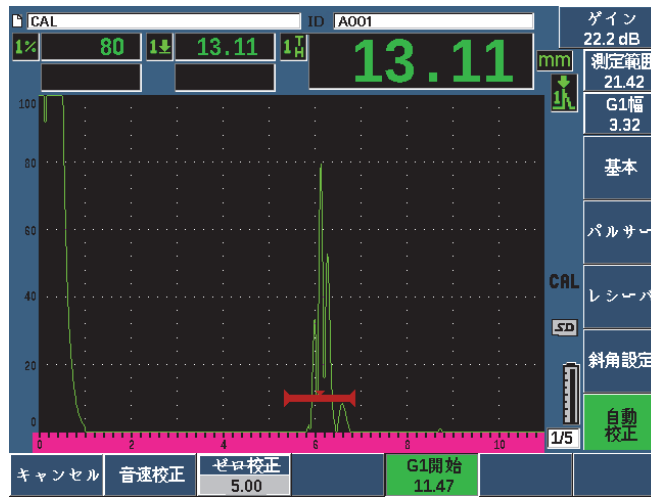 CAL ID A001
1% 80 1 13.11 1 TH 13.11 mm
ゲイン
22.2 dB
測定範囲
21.42
G1幅
3.32
基本
パルサー
レシーバ
斜角設定
自動
校正
CAL
SD
1/5
100
80
60
40
20
0
0 2 4 6 8 10
キャンセル
音速校正
ゼロ校正
5.00
G1開始
11.47